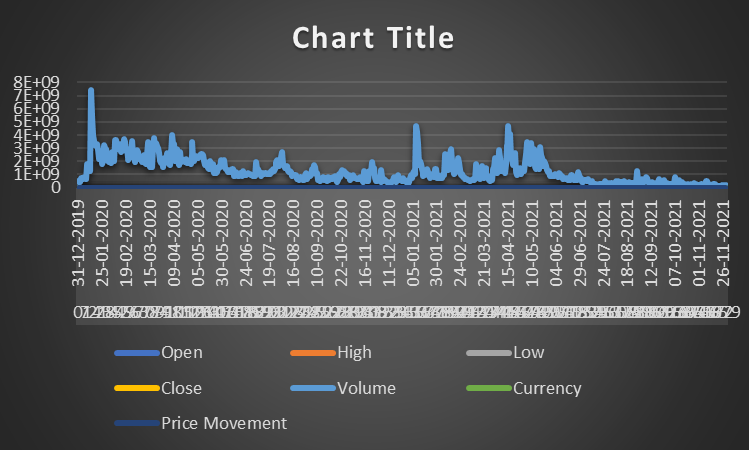 Chart Title
8E+09
7E+09
6E+09
5E+09
4E+09
3E+09
2E+09
1E+09
0
31-12-2019
25-01-2020
19-02-2020
15-03-2020
09-04-2020
05-05-2020
30-05-2020
24-06-2020
19-07-2020
16-08-2020
10-09-2020
22-10-2020
16-11-2020
11-12-2020
05-01-2021
30-01-2021
24-02-2021
21-03-2021
15-04-2021
10-05-2021
04-06-2021
29-06-2021
24-07-2021
18-08-2021
12-09-2021
07-10-2021
01-11-2021
26-11-2021
Open High Low
Close Volume Currency
Price Movement